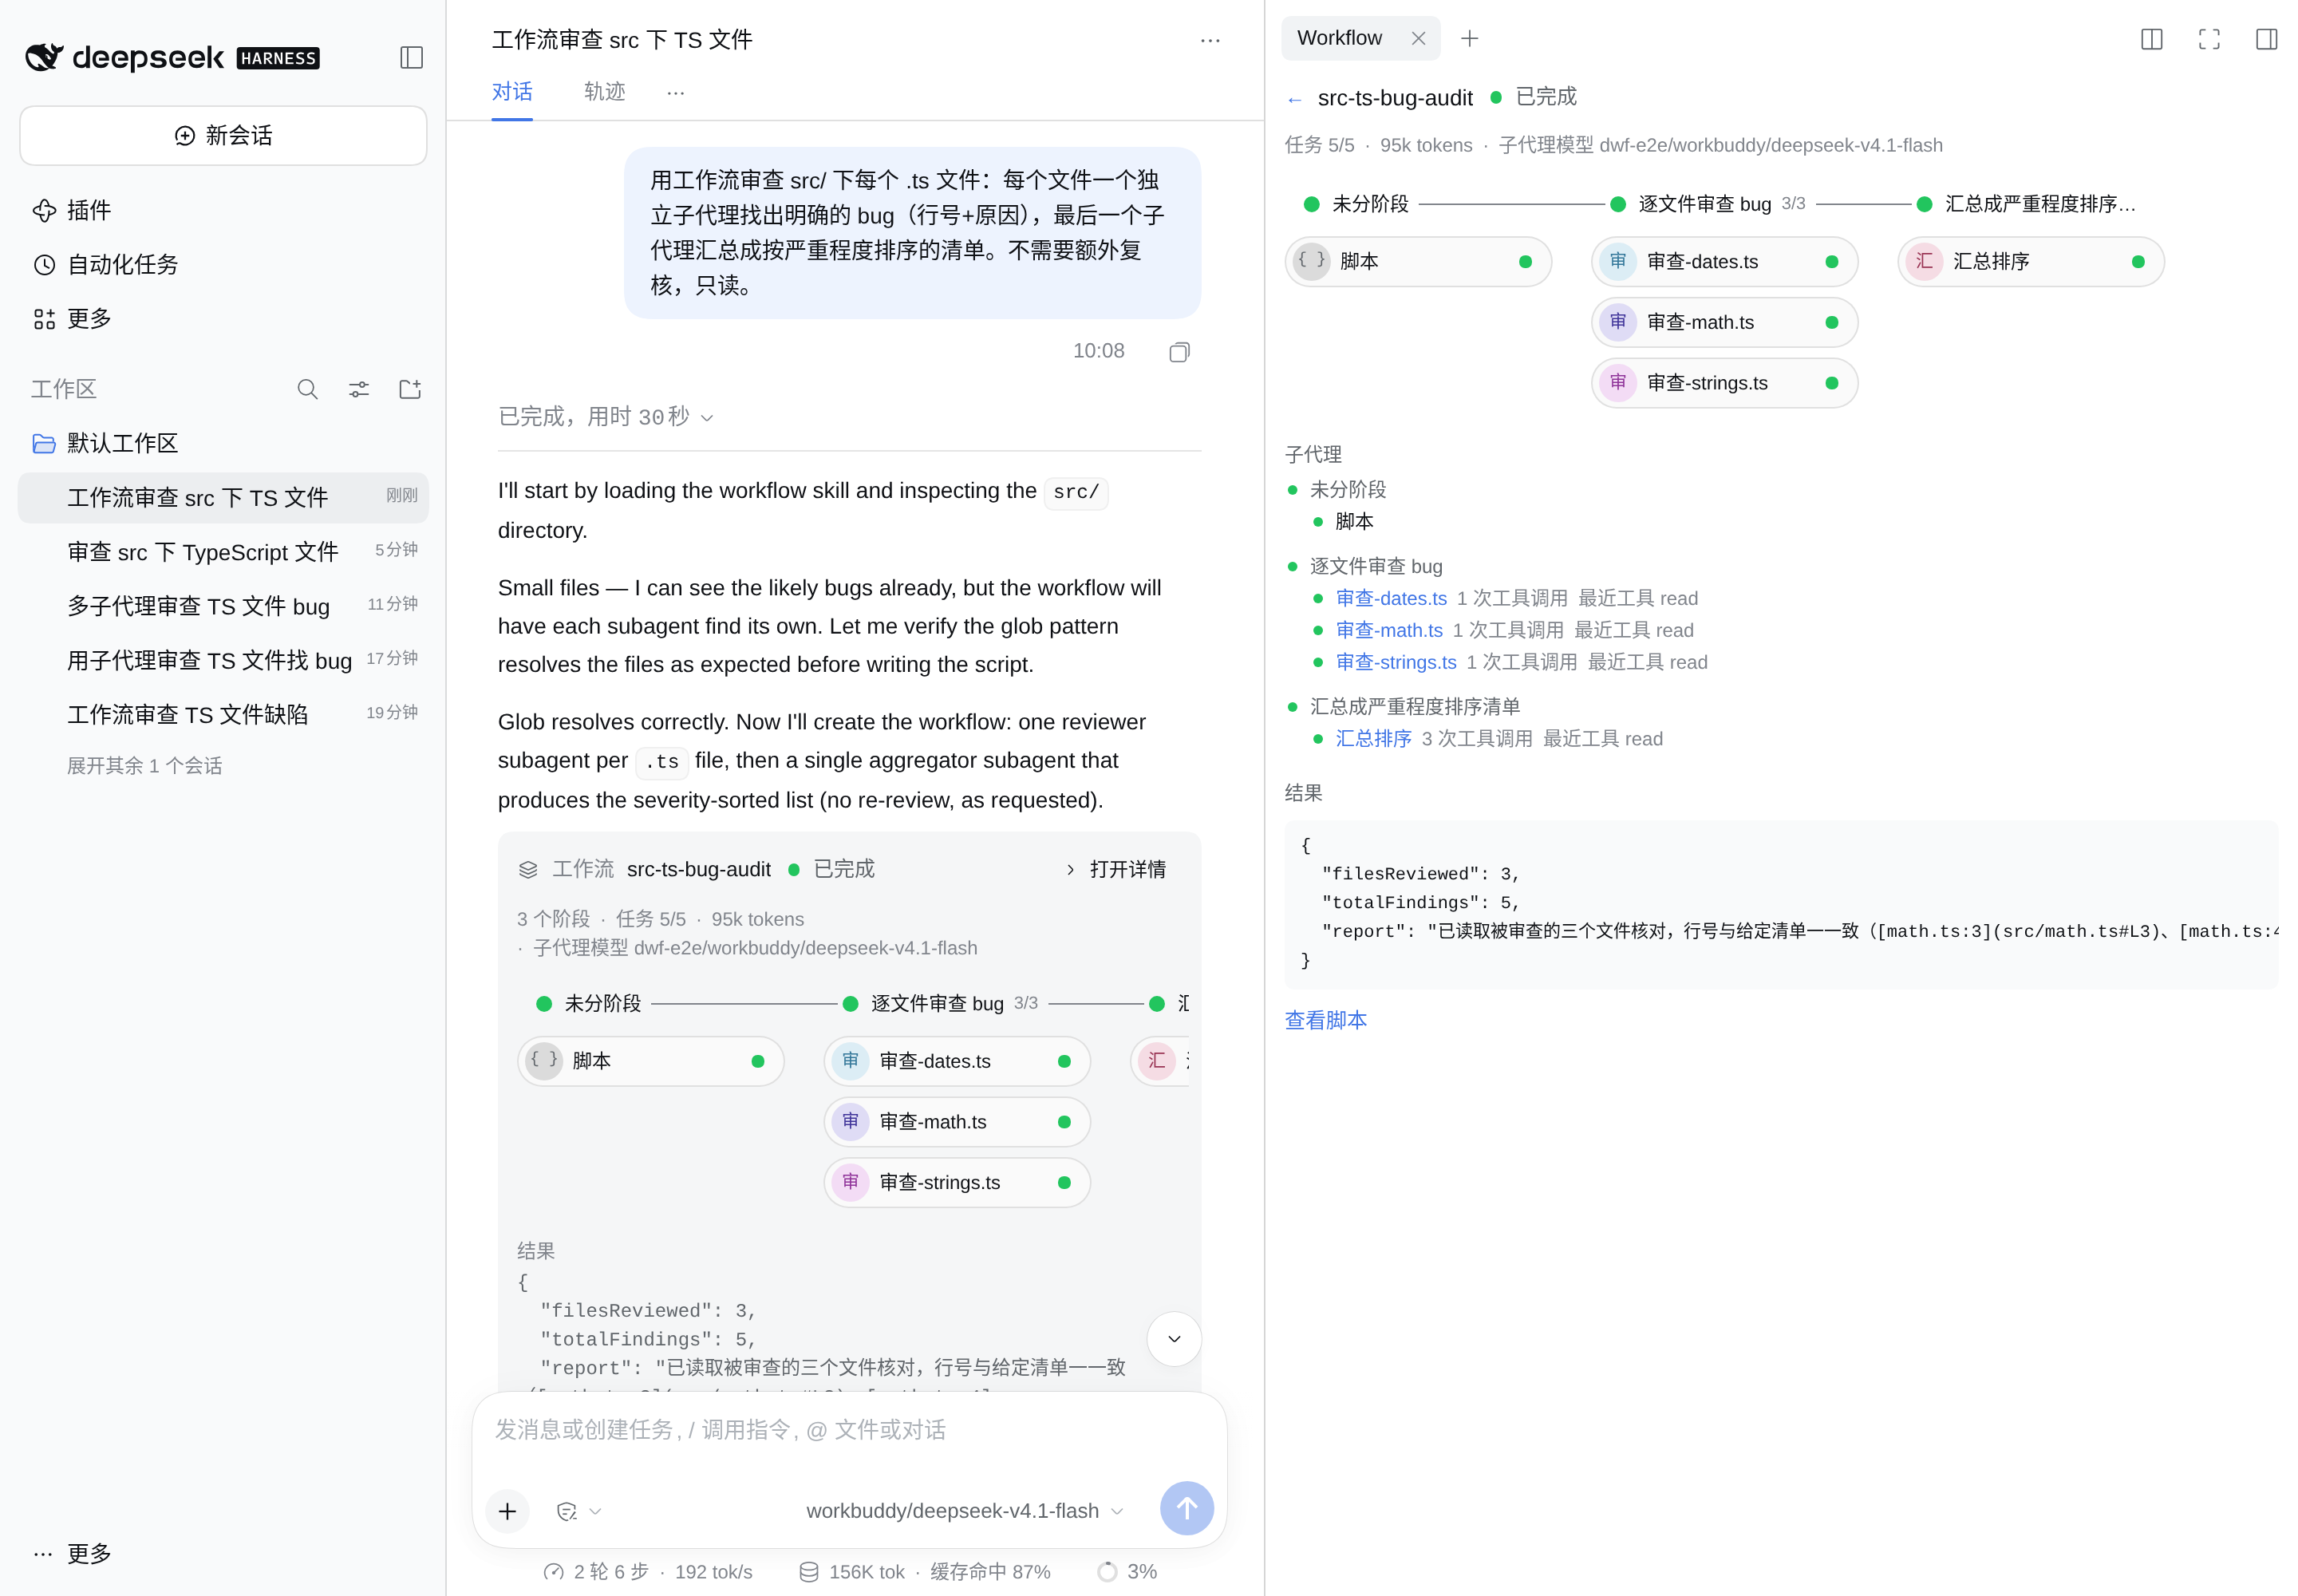 deepseek HARNESS
新会话
插件
自动化任务
更多
工作区
默认工作区
工作流审查 src 下 TS 文件 刚刚
审查 src 下 TypeScript 文件 5分钟
多子代理审查 TS 文件 bug 11分钟
用子代理审查 TS 文件找 bug 17分钟
工作流审查 TS 文件缺陷 19分钟
展开其余 1 个会话
··· 更多
工作流审查 src 下 TS 文件 ···
对话 轨迹 ···
用工作流审查 src/ 下每个 .ts 文件：每个文件一个独
立子代理找出明确的 bug（行号+原因），最后一个子
代理汇总成按严重程度排序的清单。不需要额外复
核，只读。
10:08
已完成，用时 30秒
I'll start by loading the workflow skill and inspecting the src/
directory.
Small files — I can see the likely bugs already, but the workflow will
have each subagent find its own. Let me verify the glob pattern
resolves the files as expected before writing the script.
Glob resolves correctly. Now I'll create the workflow: one reviewer
subagent per .ts file, then a single aggregator subagent that
produces the severity-sorted list (no re-review, as requested).
工作流 src-ts-bug-audit 已完成 打开详情
3 个阶段 · 任务 5/5 · 95k tokens
· 子代理模型 dwf-e2e/workbuddy/deepseek-v4.1-flash
未分阶段 逐文件审查 bug 3/3
{ } 脚本 审 审查-dates.ts 汇
审 审查-math.ts
审 审查-strings.ts
结果
{
"filesReviewed": 3,
"totalFindings": 5,
"report": "已读取被审查的三个文件核对，行号与给定清单一一致
发消息或创建任务, / 调用指令, @ 文件或对话
workbuddy/deepseek-v4.1-flash
2 轮 6 步 · 192 tok/s 156K tok · 缓存命中 87% 3%
Workflow
← src-ts-bug-audit 已完成
任务 5/5 · 95k tokens · 子代理模型 dwf-e2e/workbuddy/deepseek-v4.1-flash
未分阶段 逐文件审查 bug 3/3 汇总成严重程度排序…
{ } 脚本 审 审查-dates.ts 汇 汇总排序
审 审查-math.ts
审 审查-strings.ts
子代理
未分阶段
脚本
逐文件审查 bug
审查-dates.ts 1 次工具调用 最近工具 read
审查-math.ts 1 次工具调用 最近工具 read
审查-strings.ts 1 次工具调用 最近工具 read
汇总成严重程度排序清单
汇总排序 3 次工具调用 最近工具 read
结果
{
"filesReviewed": 3,
"totalFindings": 5,
"report": "已读取被审查的三个文件核对，行号与给定清单一一致（[math.ts:3](src/math.ts#L3)、[math.ts:4
}
查看脚本